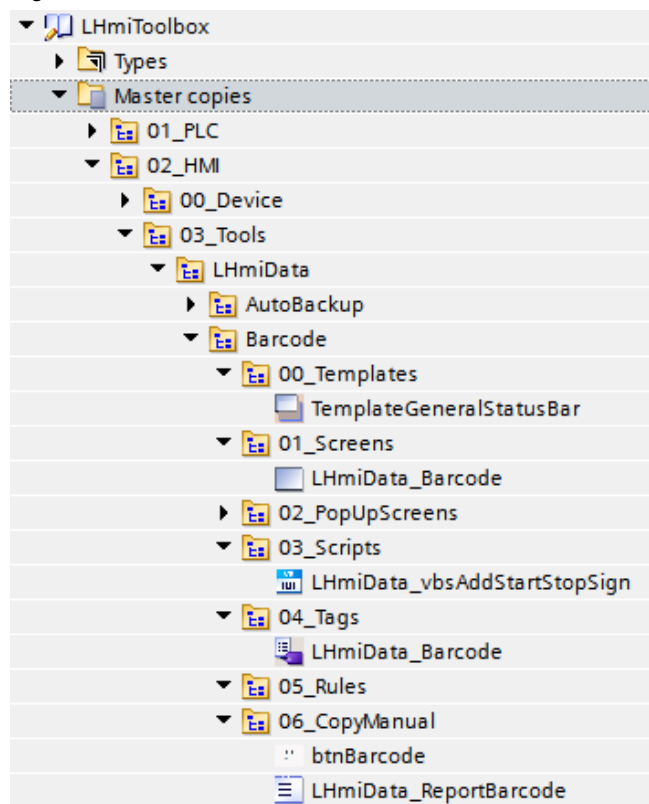 LHmiToolbox
Types
Master copies
01_PLC
02_HMI
00_Device
03_Tools
LHmiData
AutoBackup
Barcode
00_Templates
TemplateGeneralStatusBar
01_Screens
LHmiData_Barcode
02_PopUpScreens
03_Scripts
LHmiData_vbsAddStartStopSign
04_Tags
LHmiData_Barcode
05_Rules
06_CopyManual
btnBarcode
LHmiData_ReportBarcode